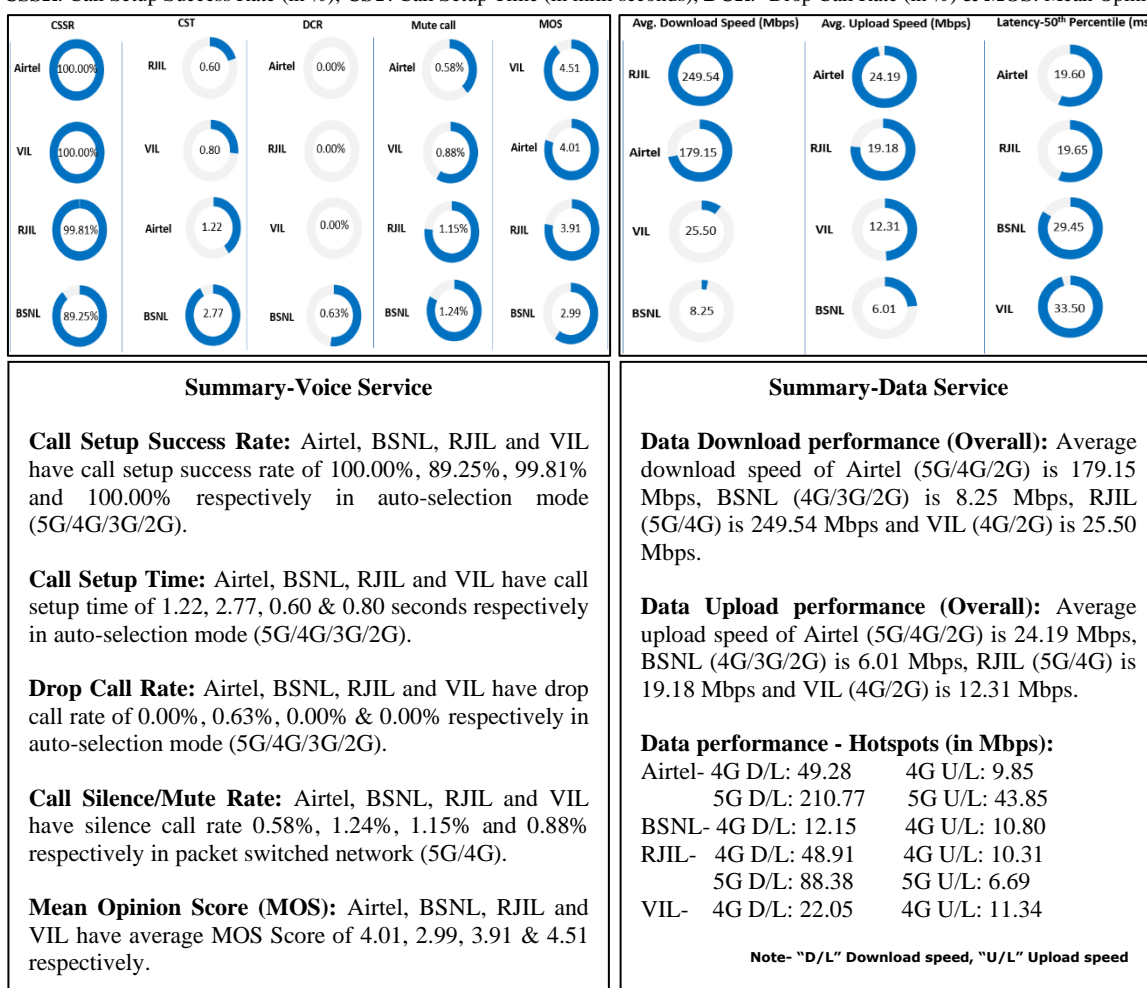 CSSR: Call Setup Success Rate (in %), CST: Call Setup Time (in milli seconds), DCR: Drop Call Rate (in %) & MOS: Mean
CSSR CST DCR Mute call MOS
Airtel 100.00% RJIL 0.60 Airtel 0.00% Airtel 0.58% VIL 4.51
VIL 100.00% VIL 0.80 RJIL 0.00% VIL 0.88% Airtel 4.01
RJIL 99.81% Airtel 1.22 VIL 0.00% RJIL 1.15% RJIL 3.91
BSNL 89.25% BSNL 2.77 BSNL 0.63% BSNL 1.24% BSNL 2.99
Avg. Download Speed (Mbps) Avg. Upload Speed (Mbps) Latency-50th Percentile (ms
RJIL 249.54 Airtel 24.19 Airtel 19.60
Airtel 179.15 RJIL 19.18 RJIL 19.65
VIL 25.50 VIL 12.31 BSNL 29.45
BSNL 8.25 BSNL 6.01 VIL 33.50
Summary-Voice Service
Call Setup Success Rate: Airtel, BSNL, RJIL and VIL
have call setup success rate of 100.00%, 89.25%, 99.81%
and 100.00% respectively in auto-selection mode
(5G/4G/3G/2G).
Call Setup Time: Airtel, BSNL, RJIL and VIL have call
setup time of 1.22, 2.77, 0.60 & 0.80 seconds respectively
in auto-selection mode (5G/4G/3G/2G).
Drop Call Rate: Airtel, BSNL, RJIL and VIL have drop
call rate of 0.00%, 0.63%, 0.00% & 0.00% respectively in
auto-selection mode (5G/4G/3G/2G).
Call Silence/Mute Rate: Airtel, BSNL, RJIL and VIL
have silence call rate 0.58%, 1.24%, 1.15% and 0.88%
respectively in packet switched network (5G/4G).
Mean Opinion Score (MOS): Airtel, BSNL, RJIL and
VIL have average MOS Score of 4.01, 2.99, 3.91 & 4.51
respectively.
Summary-Data Service
Data Download performance (Overall): Average
download speed of Airtel (5G/4G/2G) is 179.15
Mbps, BSNL (4G/3G/2G) is 8.25 Mbps, RJIL
(5G/4G) is 249.54 Mbps and VIL (4G/2G) is 25.50
Mbps.
Data Upload performance (Overall): Average
upload speed of Airtel (5G/4G/2G) is 24.19 Mbps,
BSNL (4G/3G/2G) is 6.01 Mbps, RJIL (5G/4G) is
19.18 Mbps and VIL (4G/2G) is 12.31 Mbps.
Data performance - Hotspots (in Mbps):
Airtel- 4G D/L: 49.28 4G U/L: 9.85
5G D/L: 210.77 5G U/L: 43.85
BSNL- 4G D/L: 12.15 4G U/L: 10.80
RJIL- 4G D/L: 48.91 4G U/L: 10.31
5G D/L: 88.38 5G U/L: 6.69
VIL- 4G D/L: 22.05 4G U/L: 11.34
Note- “D/L” Download speed, “U/L” Upload speed